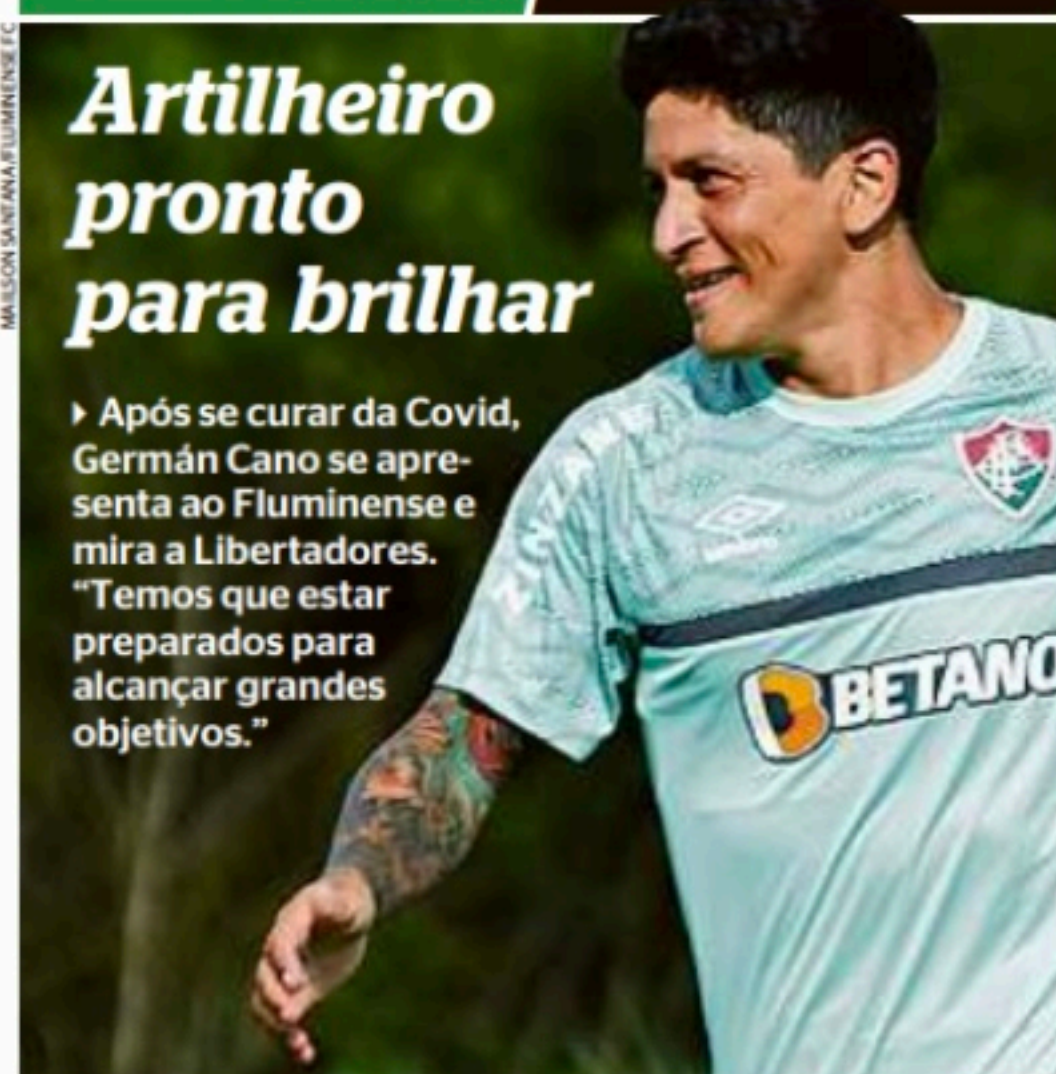 MAILSON SANTANA/FLUMINENSE FC
Artilheiro
pronto
para brilhar
Após se curar da Covid,
Germán Cano se apre-
senta ao Fluminense e
mira a Libertadores.
“Temos que estar
preparados para
alcançar grandes
objetivos.”
ZINZANE
umbro
BETANO